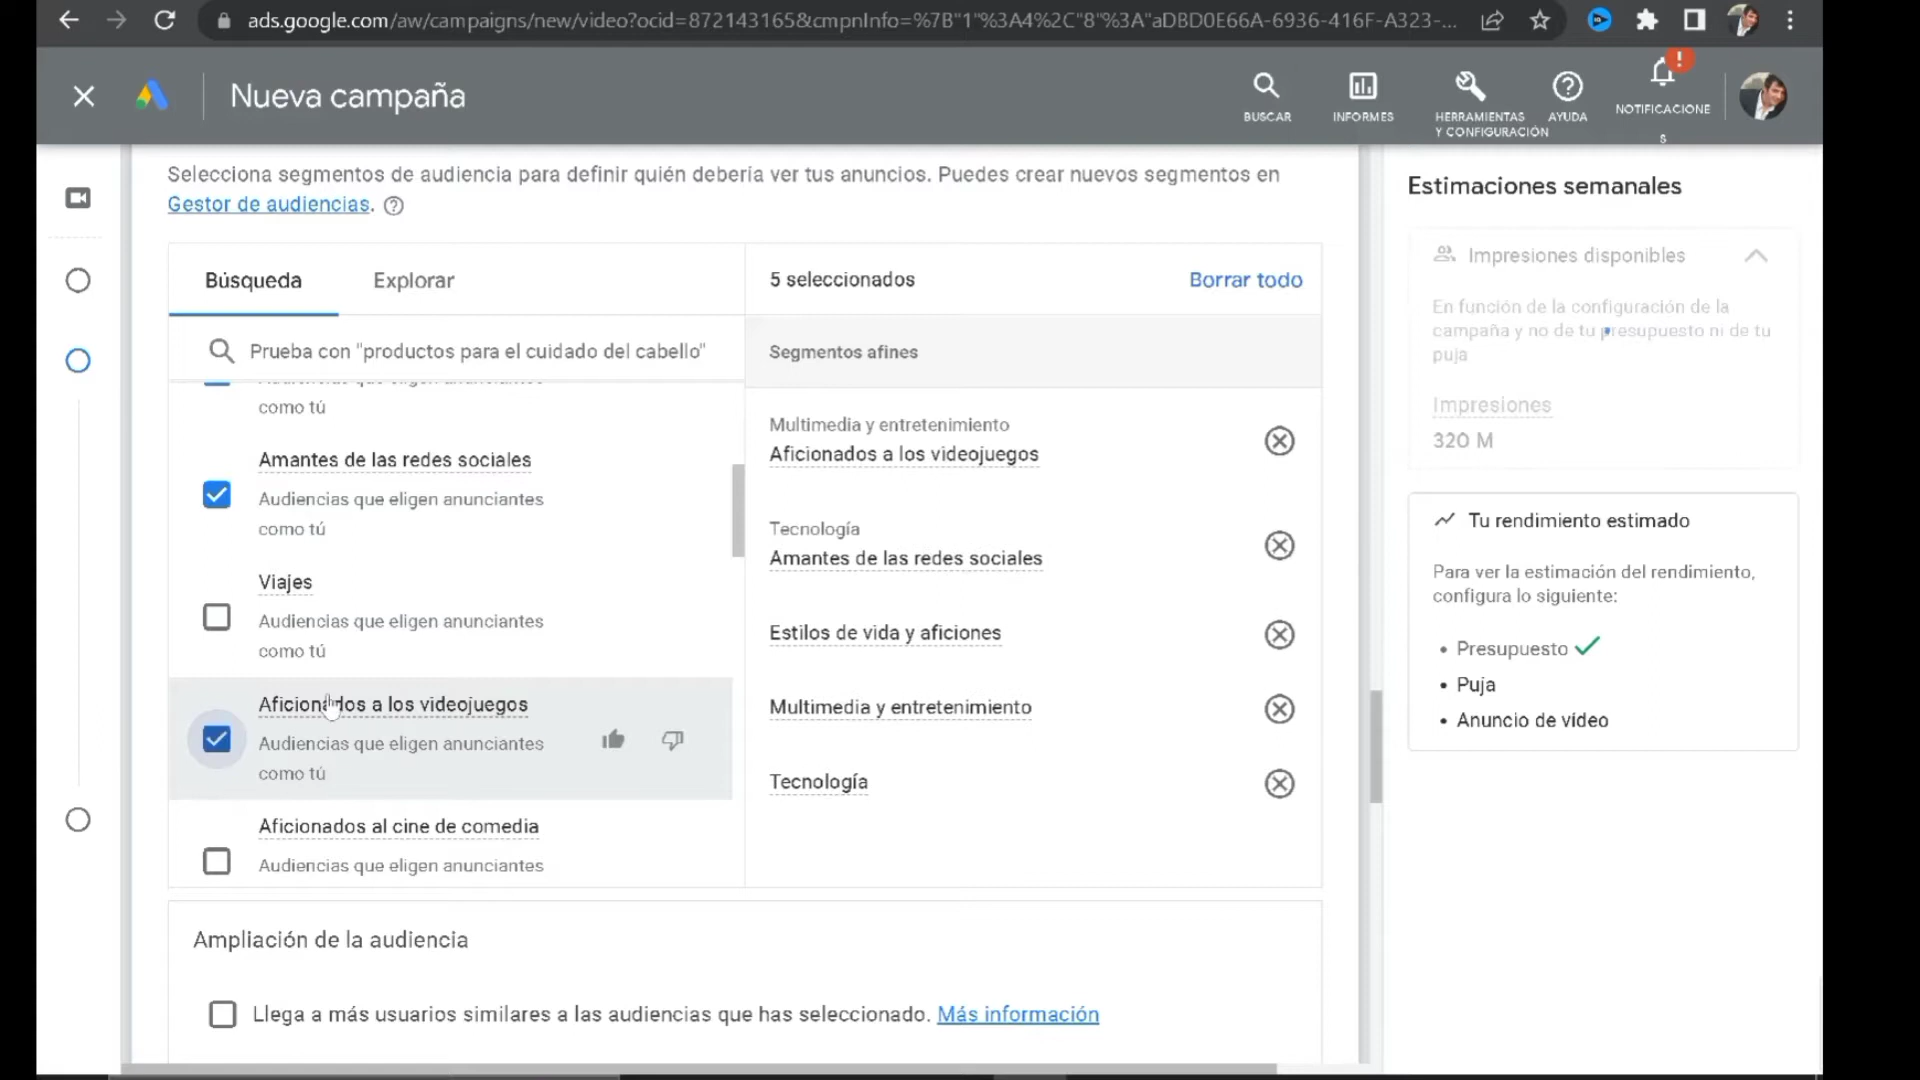 ads.google.com/aw/campaigns/new/video?ocid=872143165&cmpnInfo=%7B"1"%3A4%2C"8"%3A"aDBD0E66A-6936-416F-A323-...
Nueva campaña
BUSCAR
INFORMES
HERRAMIENTAS
Y CONFIGURACIÓN
AYUDA
NOTIFICACIONE
S
Selecciona segmentos de audiencia para definir quién debería ver tus anuncios. Puedes crear nuevos segmentos en
Gestor de audiencias.
Búsqueda
Explorar
Prueba con "productos para el cuidado del cabello"
Audiencias que eligen anunciantes
como tú
Amantes de las redes sociales
Audiencias que eligen anunciantes
como tú
Viajes
Audiencias que eligen anunciantes
como tú
Aficionados a los videojuegos
Audiencias que eligen anunciantes
como tú
Aficionados al cine de comedia
Audiencias que eligen anunciantes
5 seleccionados
Borrar todo
Segmentos afines
Multimedia y entretenimiento
Aficionados a los videojuegos
Tecnología
Amantes de las redes sociales
Estilos de vida y aficiones
Multimedia y entretenimiento
Tecnología
Ampliación de la audiencia
Llega a más usuarios similares a las audiencias que has seleccionado. Más información
Estimaciones semanales
Impresiones disponibles
En función de la configuración de la
campaña y no de tu presupuesto ni de tu
puja
Impresiones
320 M
Tu rendimiento estimado
Para ver la estimación del rendimiento,
configura lo siguiente:
• Presupuesto
• Puja
• Anuncio de vídeo